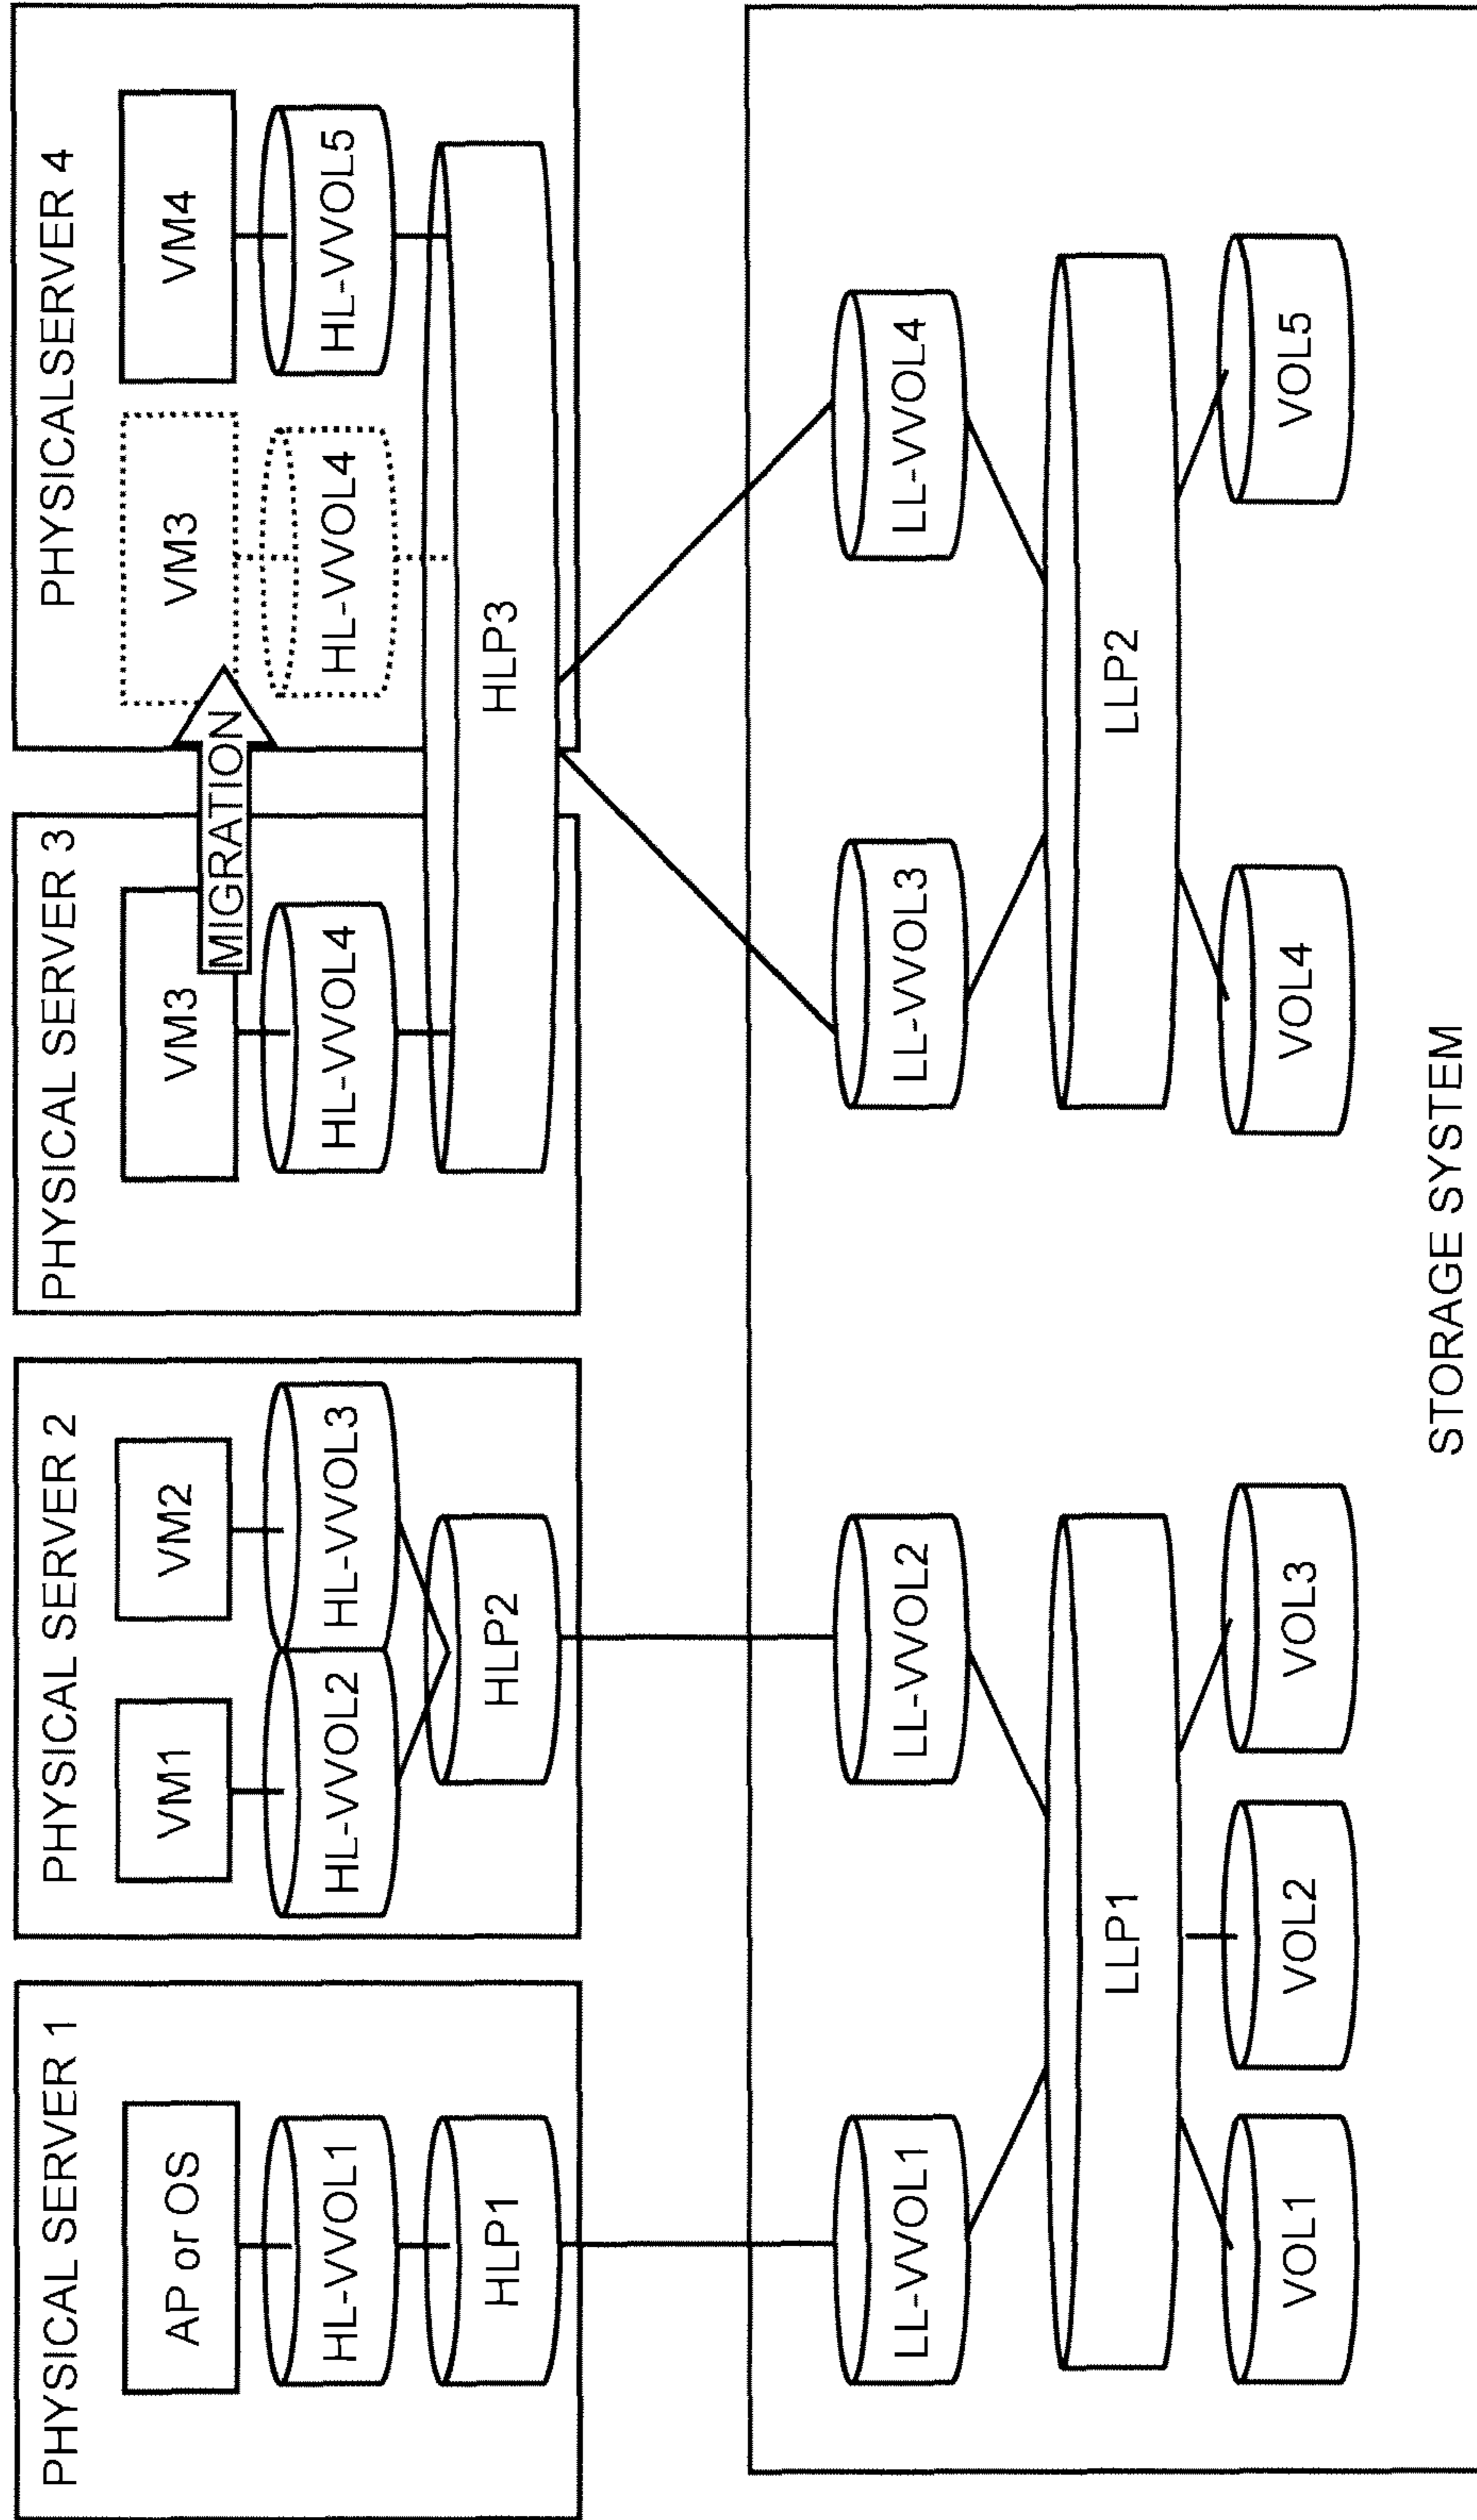 PHYSICAL SERVER 1
AP or OS
HL-VVOL1
HLP1
PHYSICAL SERVER 2
VM1
VM2
HL-VVOL2
HL-VVOL3
HLP2
PHYSICAL SERVER 3
VM3
HL-VVOL4
MIGRATION
PHYSICALSERVER 4
VM3
VM4
HL-VVOL4
HL-VVOL5
HLP3
LL-VVOL1
LL-VVOL2
LL-VVOL3
LL-VVOL4
LLP1
LLP2
VOL1
VOL2
VOL3
VOL4
VOL5
STORAGE SYSTEM